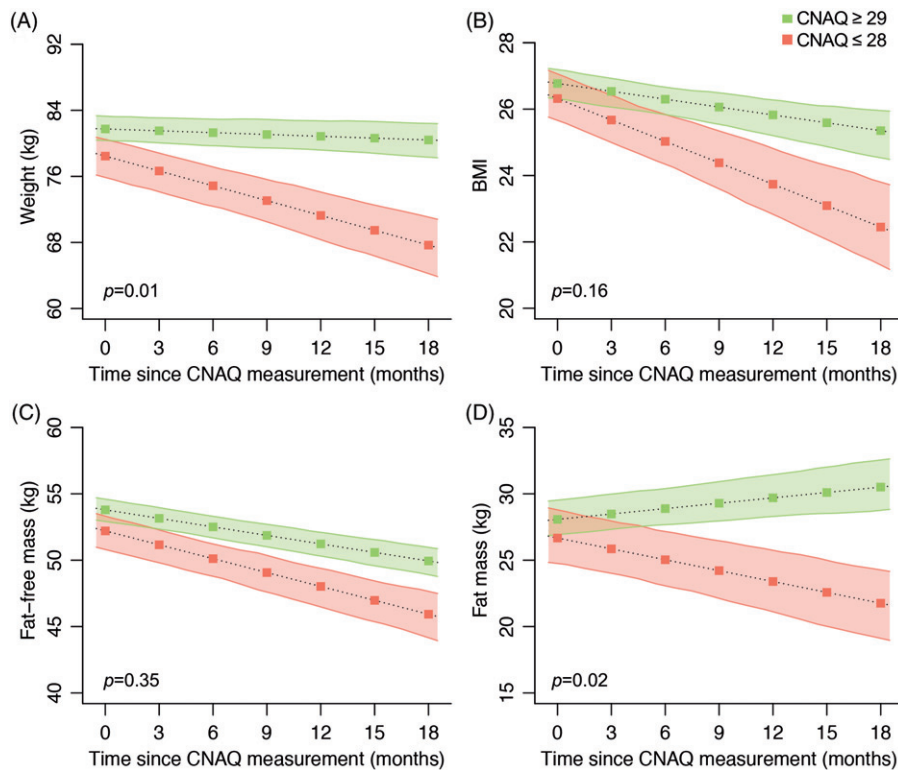 (A)
92
84
76
68
60
Weight (kg)
p=0.01
0 3 6 9 12 15 18
Time since CNAQ measurement (months)
(B)
CNAQ ≥ 29
CNAQ ≤ 28
28
26
24
22
20
BMI
p=0.16
0 3 6 9 12 15 18
Time since CNAQ measurement (months)
(C)
60
55
50
45
40
Fat−free mass (kg)
p=0.35
0 3 6 9 12 15 18
Time since CNAQ measurement (months)
(D)
35
30
25
20
15
Fat mass (kg)
p=0.02
0 3 6 9 12 15 18
Time since CNAQ measurement (months)